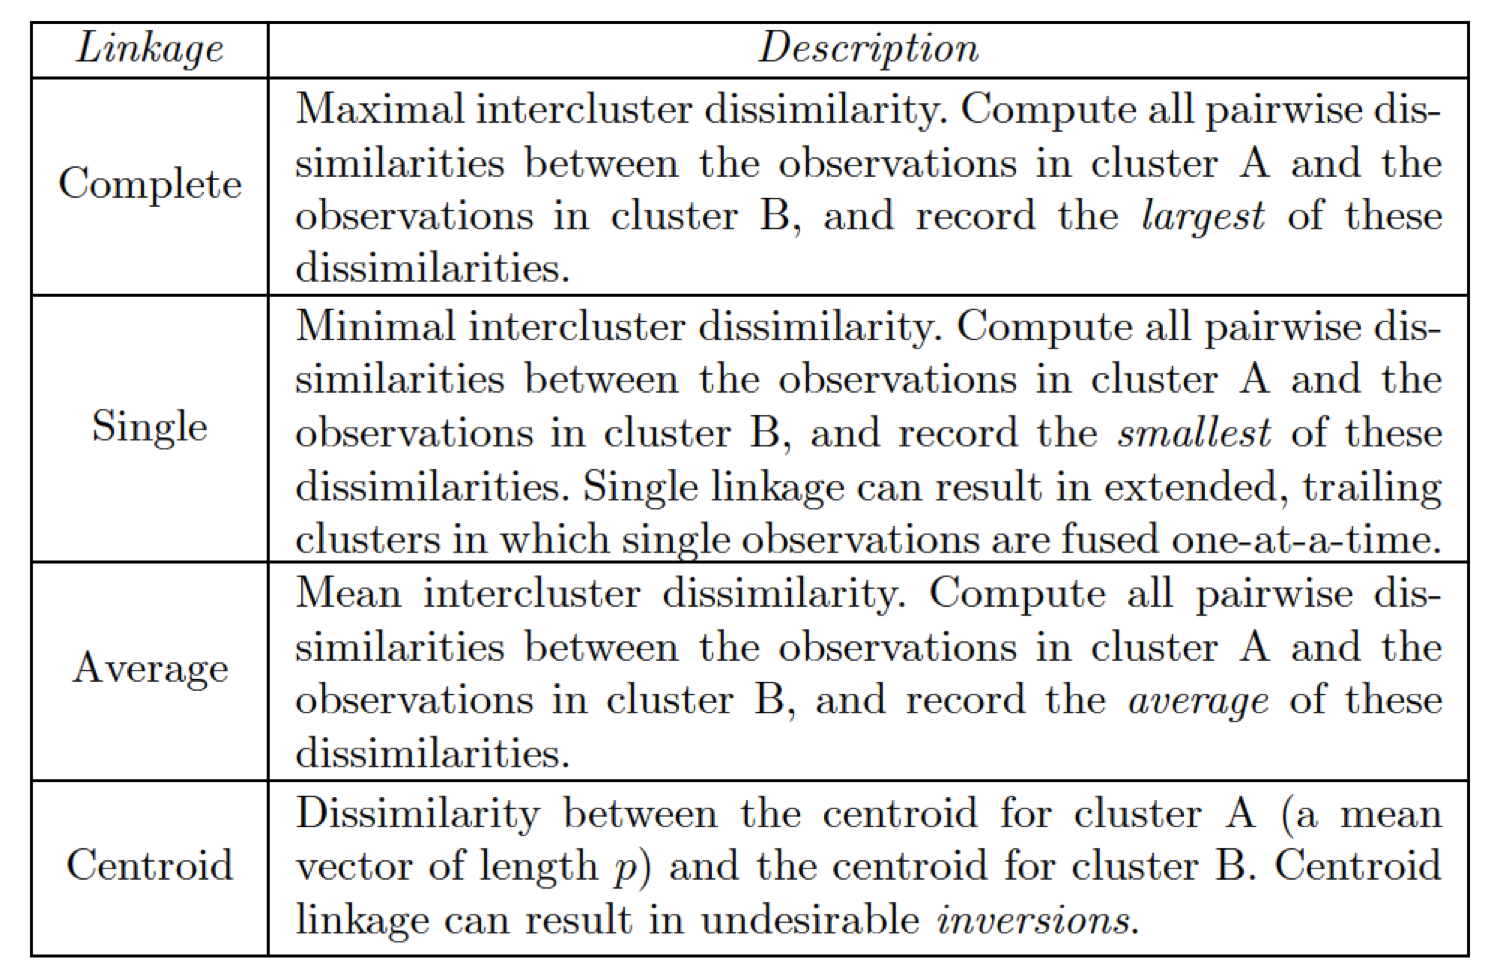 Linkage Description
Complete
Maximal intercluster dissimilarity. Compute all pairwise dis-
similarities between the observations in cluster A and the
observations in cluster B, and record the largest of these
dissimilarities.
Single
Minimal intercluster dissimilarity. Compute all pairwise dis-
similarities between the observations in cluster A and the
observations in cluster B, and record the smallest of these
dissimilarities. Single linkage can result in extended, trailing
clusters in which single observations are fused one-at-a-time.
Average
Mean intercluster dissimilarity. Compute all pairwise dis-
similarities between the observations in cluster A and the
observations in cluster B, and record the average of these
dissimilarities.
Centroid
Dissimilarity between the centroid for cluster A (a mean
vector of length p) and the centroid for cluster B. Centroid
linkage can result in undesirable inversions.